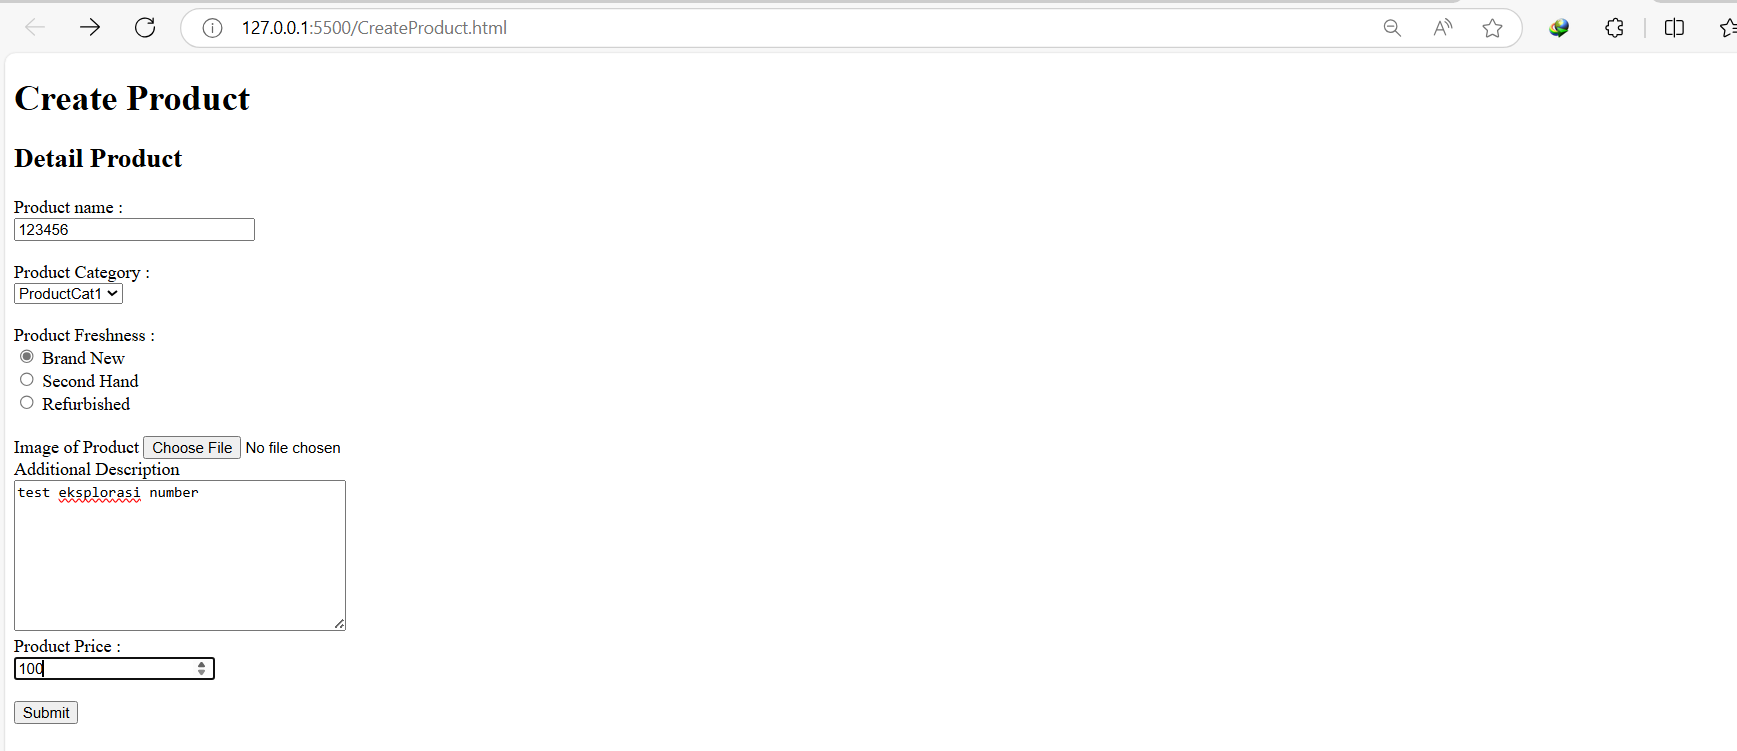 127.0.0.1:5500/CreateProduct.html
Create Product
Detail Product
Product name :
123456
Product Category :
ProductCat1
Product Freshness :
Brand New
Second Hand
Refurbished
Image of Product Choose File No file chosen
Additional Description
test eksplorasi number
Product Price :
100
Submit